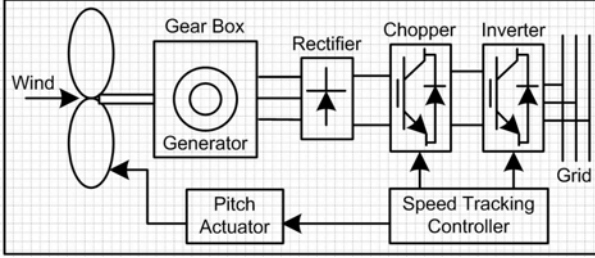 Gear Box
Rectifier
Chopper
Inverter
Wind
Generator
Grid
Pitch
Actuator
Speed Tracking
Controller